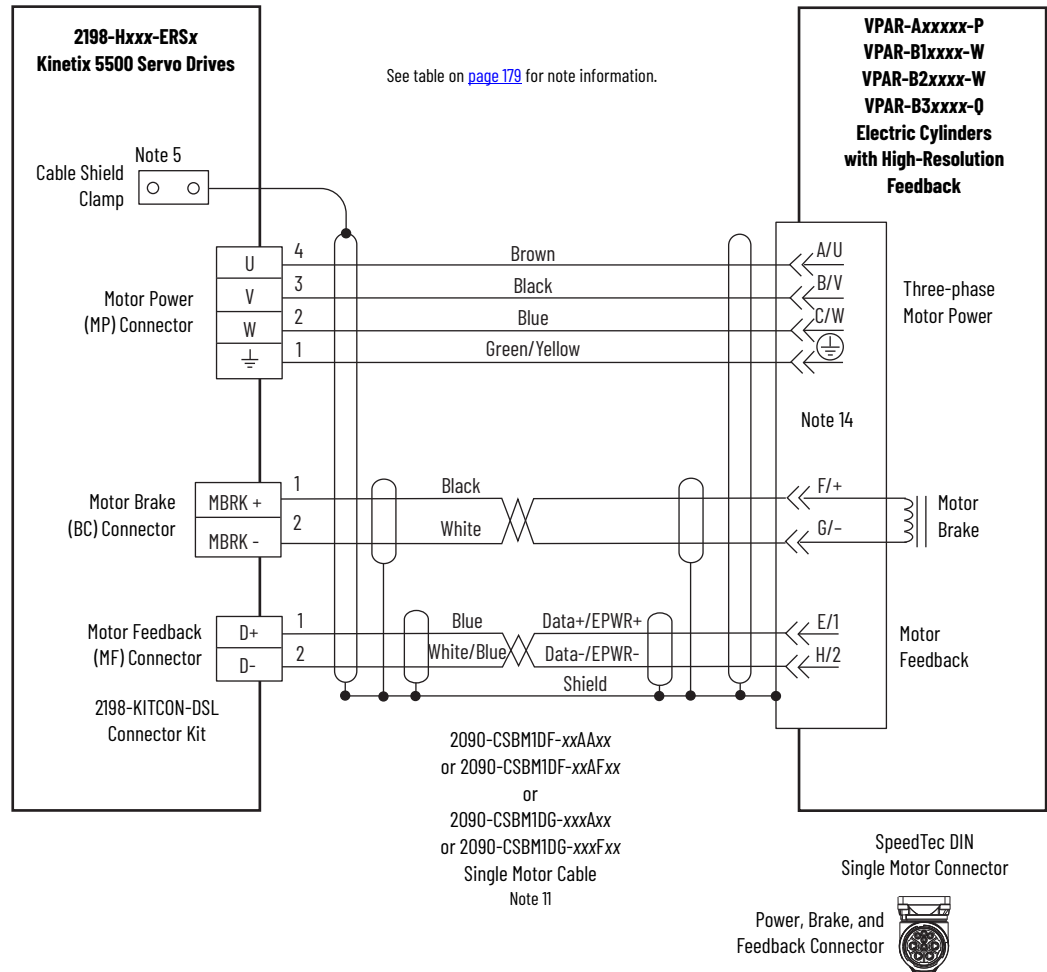 2198-Hxxx-ERSx
Kinetix 5500 Servo Drives
See table on page 179 for note information.
VPAR-Axxxxx-P
VPAR-B1xxxx-W
VPAR-B2xxxx-W
VPAR-B3xxxx-Q
Electric Cylinders
with High-Resolution
Feedback
Note 5
Cable Shield
Clamp
Motor Power
(MP) Connector
U 4 Brown A/U
V 3 Black B/V
W 2 Blue C/W
1 Green/Yellow
Three-phase
Motor Power
Note 14
Motor Brake
(BC) Connector
MBRK + 1 Black F/+
MBRK - 2 White G/–
Motor
Brake
Motor Feedback
(MF) Connector
D+ 1 Blue Data+/EPWR+ E/1
D- 2 White/Blue Data-/EPWR- H/2
Shield
Motor
Feedback
2198-KITCON-DSL
Connector Kit
2090-CSBM1DF-xxAAxx
or 2090-CSBM1DF-xxAFxx
or
2090-CSBM1DG-xxxAxx
or 2090-CSBM1DG-xxxFxx
Single Motor Cable
Note 11
SpeedTec DIN
Single Motor Connector
Power, Brake, and
Feedback Connector